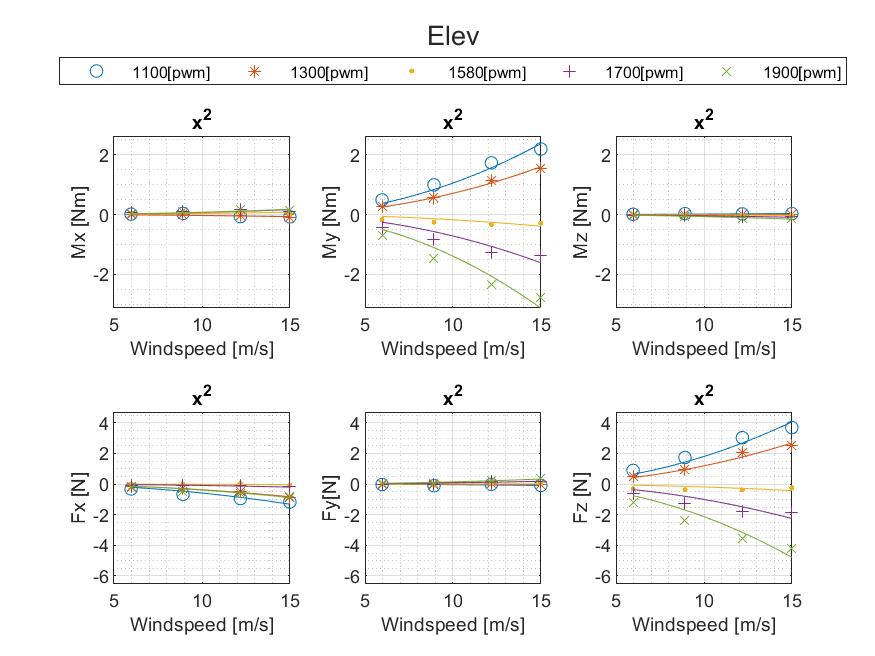 Elev
1100[pwm] 1300[pwm] 1580[pwm] 1700[pwm] 1900[pwm]
x² x² x²
Mx [Nm] My [Nm] Mz [Nm]
2 2 2
0 0 0
-2 -2 -2
5 10 15 5 10 15 5 10 15
Windspeed [m/s] Windspeed [m/s] Windspeed [m/s]
x² x² x²
Fx [N] Fy[N] Fz [N]
4 4 4
2 2 2
0 0 0
-2 -2 -2
-4 -4 -4
-6 -6 -6
5 10 15 5 10 15 5 10 15
Windspeed [m/s] Windspeed [m/s] Windspeed [m/s]